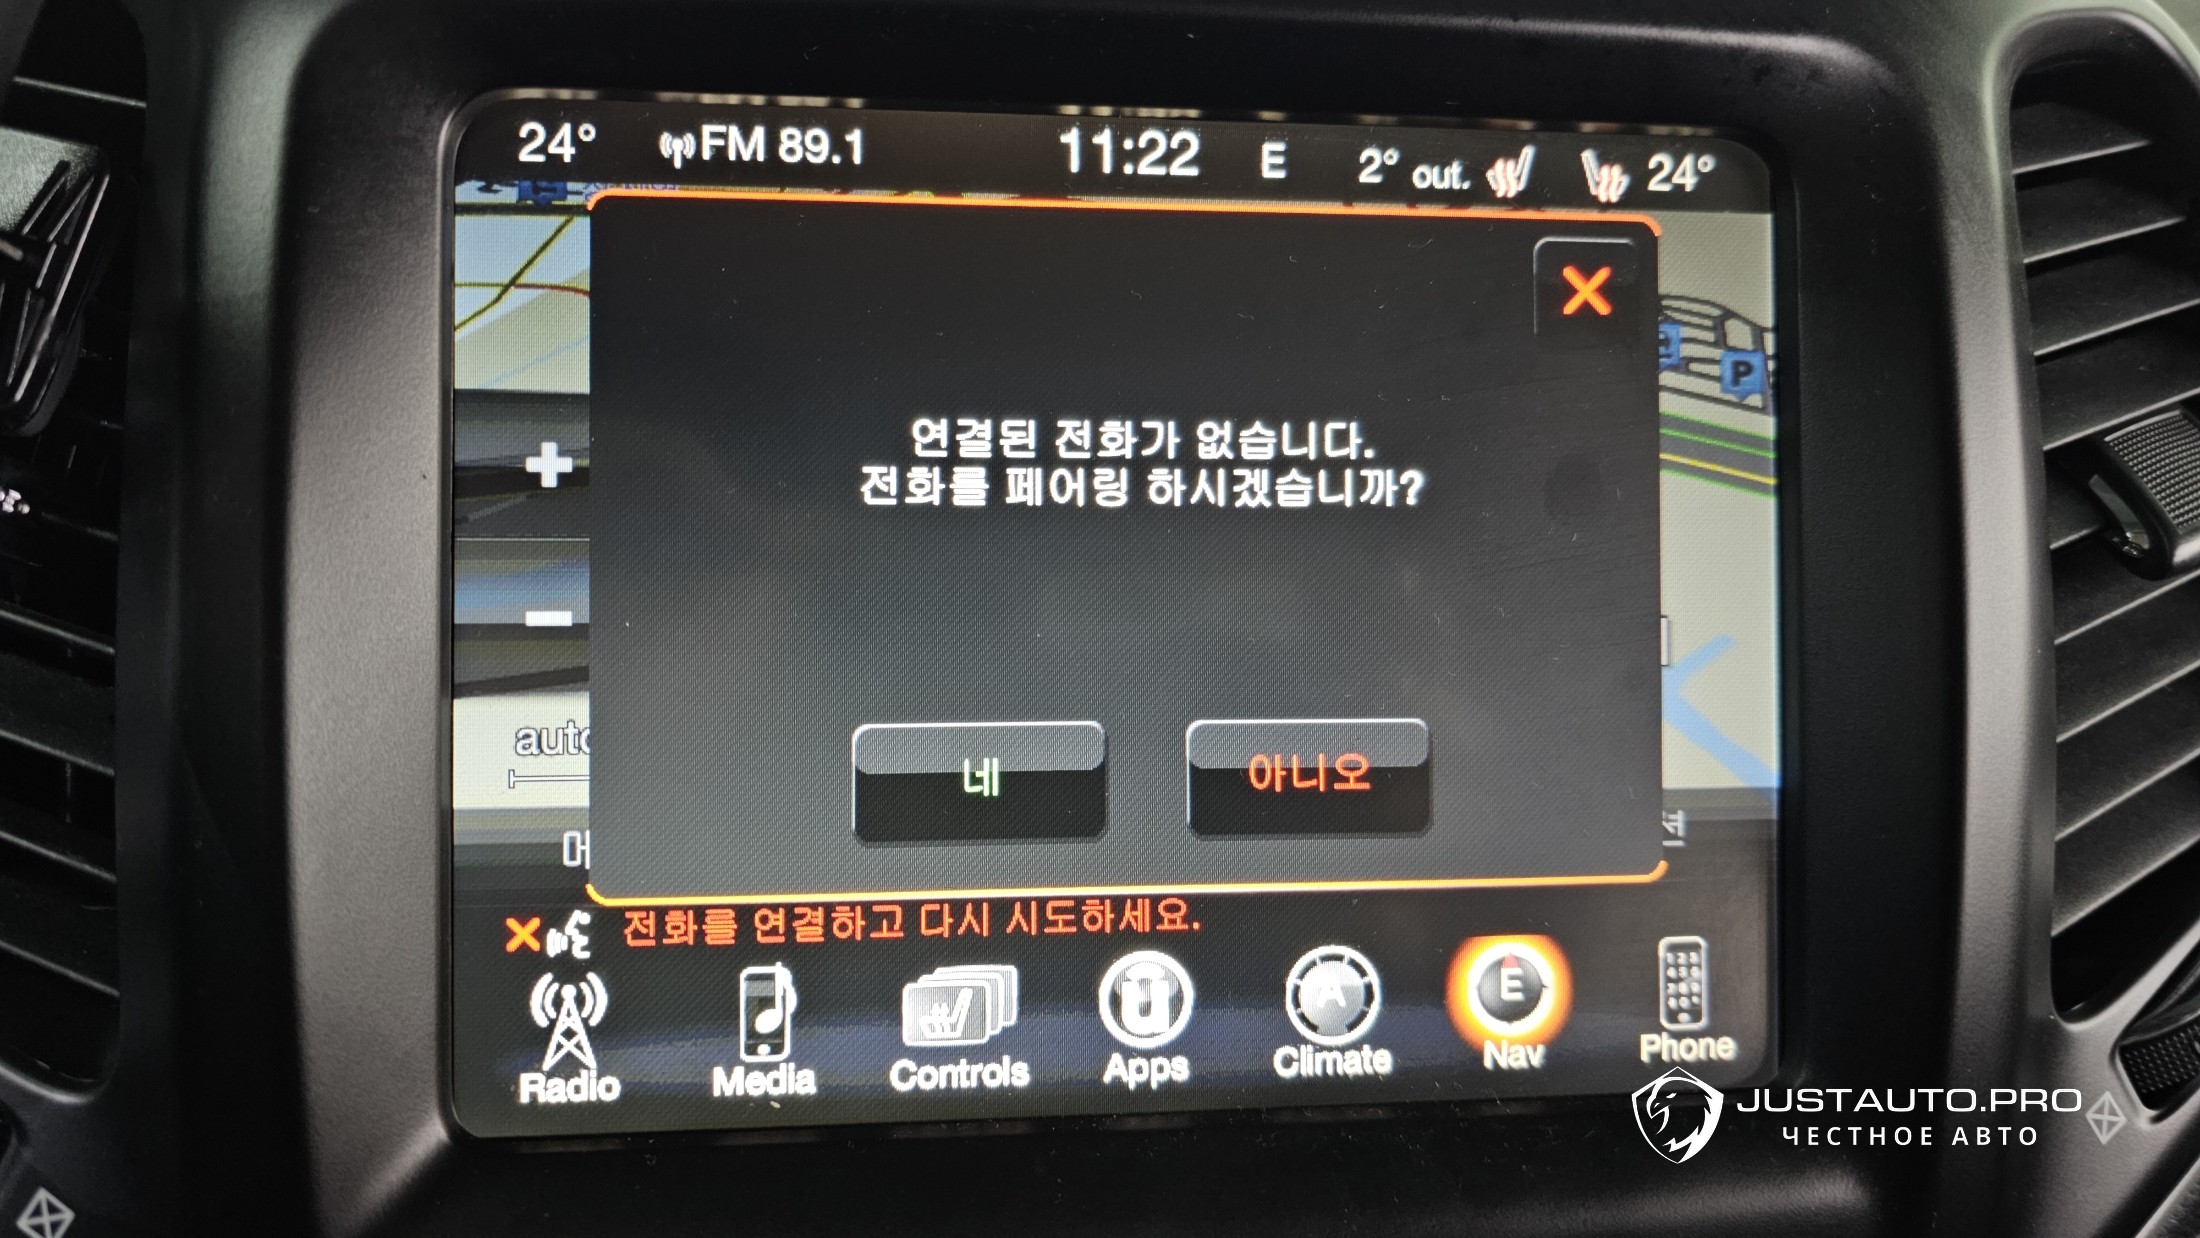 24° FM 89.1 11:22 E 2° out. 24°
연결된 전화가 없습니다.
전화를 페어링 하시겠습니까?
P
auto
네 아니오
메
전화를 연결하고 다시 시도하세요.
E
Radio Media Controls Apps Climate Nav Phone
JUSTAUTO.PRO
ЧЕСТНОЕ АВТО